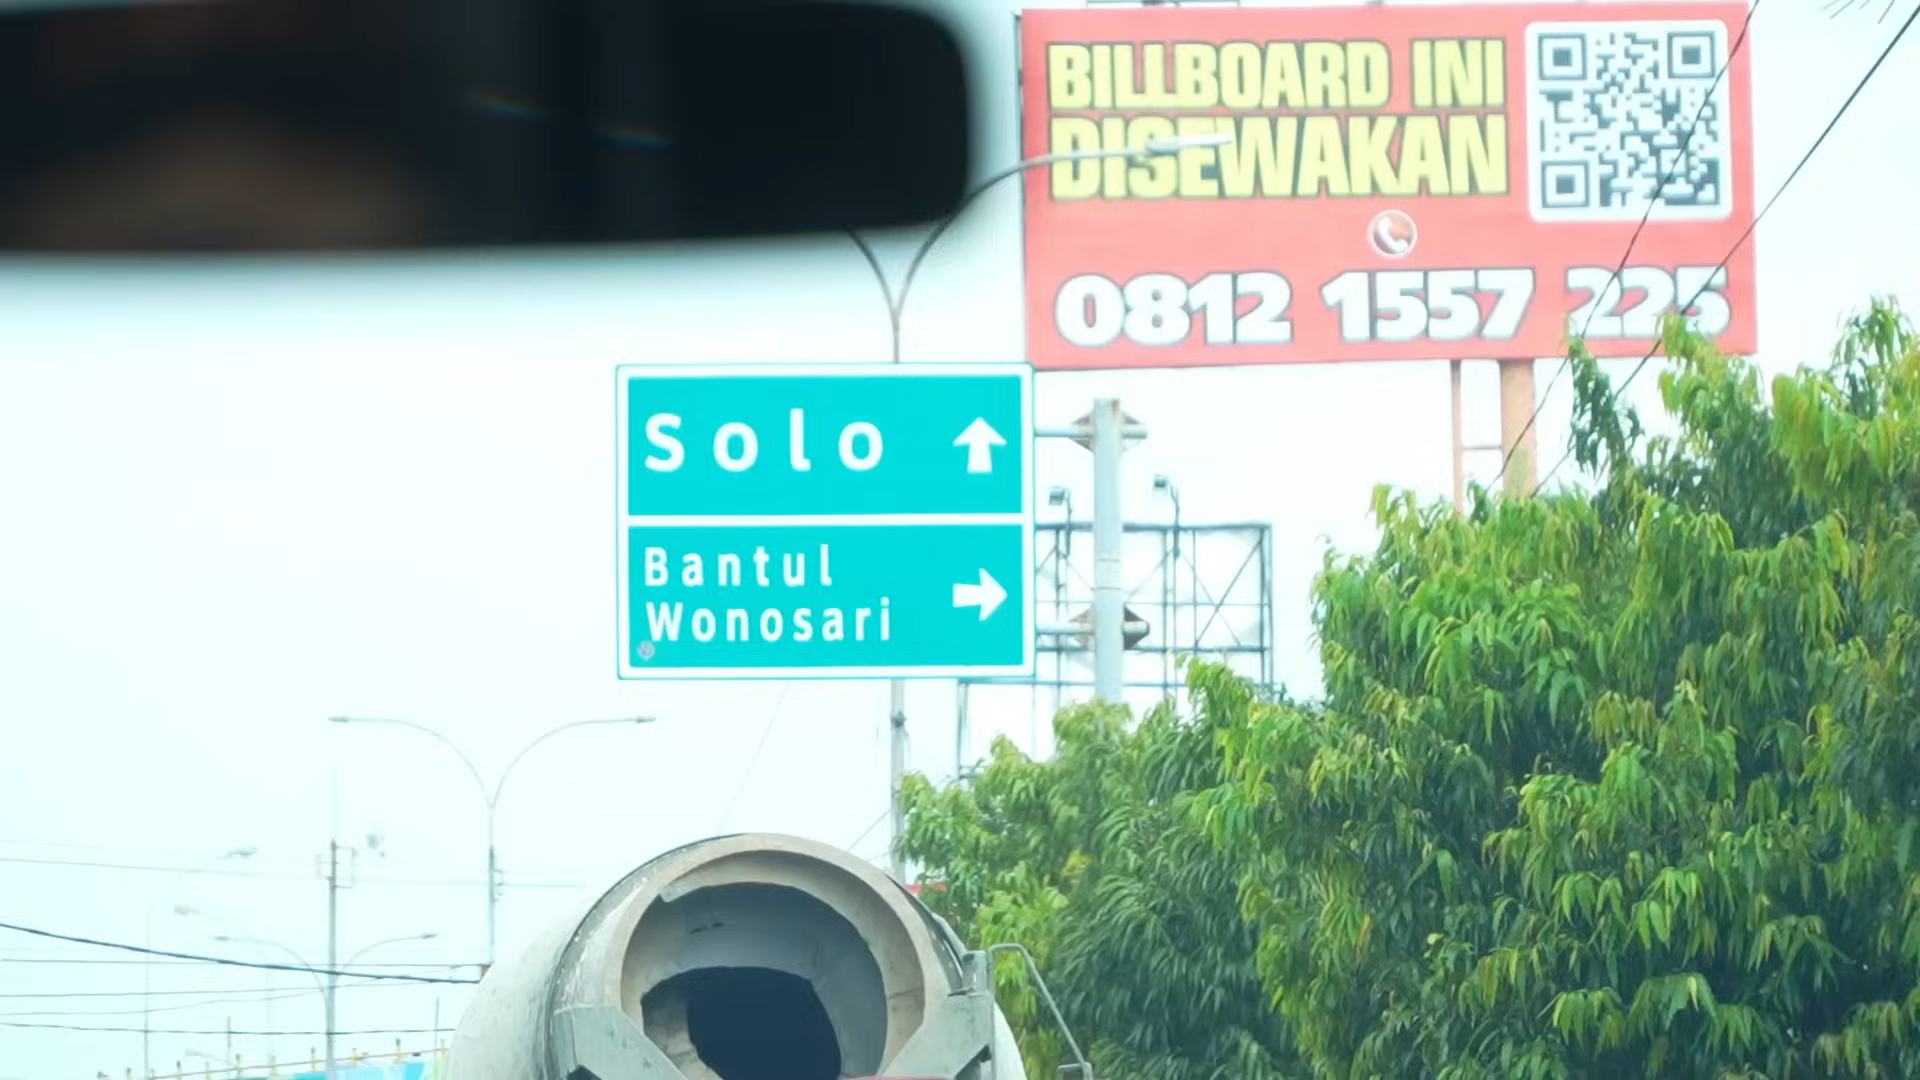 BILLBOARD INI
DISEWAKAN
0812 1557 225
Solo
Bantul
Wonosari